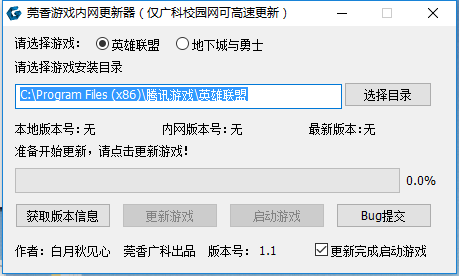 莞香游戏内网更新器（仅广科校园网可高速更新）
请选择游戏： 英雄联盟 地下城与勇士
请选择游戏安装目录
C:\Program Files (x86)\腾讯游戏\英雄联盟 选择目录
本地版本号:无 内网版本号:无 最新版本:无
准备开始更新，请点击更新游戏!
0.0%
获取版本信息 更新游戏 启动游戏 Bug提交
作者：白月秋见心 莞香广科出品 版本号： 1.1 更新完成启动游戏